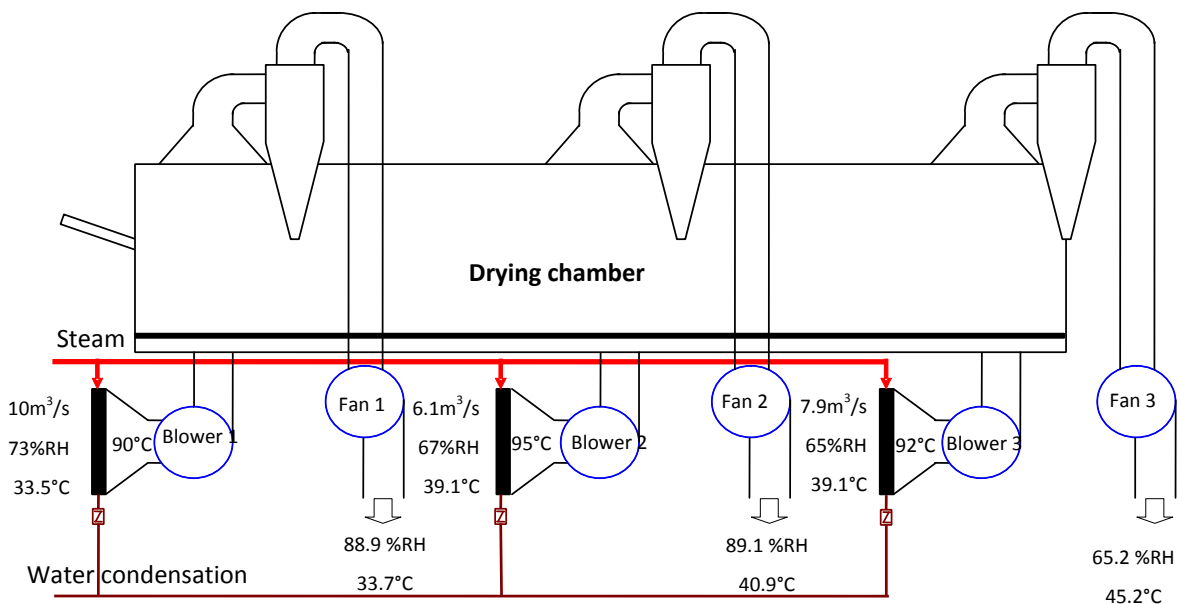 Drying chamber
Steam
10m³/s
73%RH
33.5°C
90°C
Blower 1
Fan 1
6.1m³/s
67%RH
39.1°C
95°C
Blower 2
Fan 2
7.9m³/s
65%RH
39.1°C
92°C
Blower 3
Fan 3
Z
Z
Z
88.9 %RH
33.7°C
89.1 %RH
40.9°C
65.2 %RH
45.2°C
Water condensation